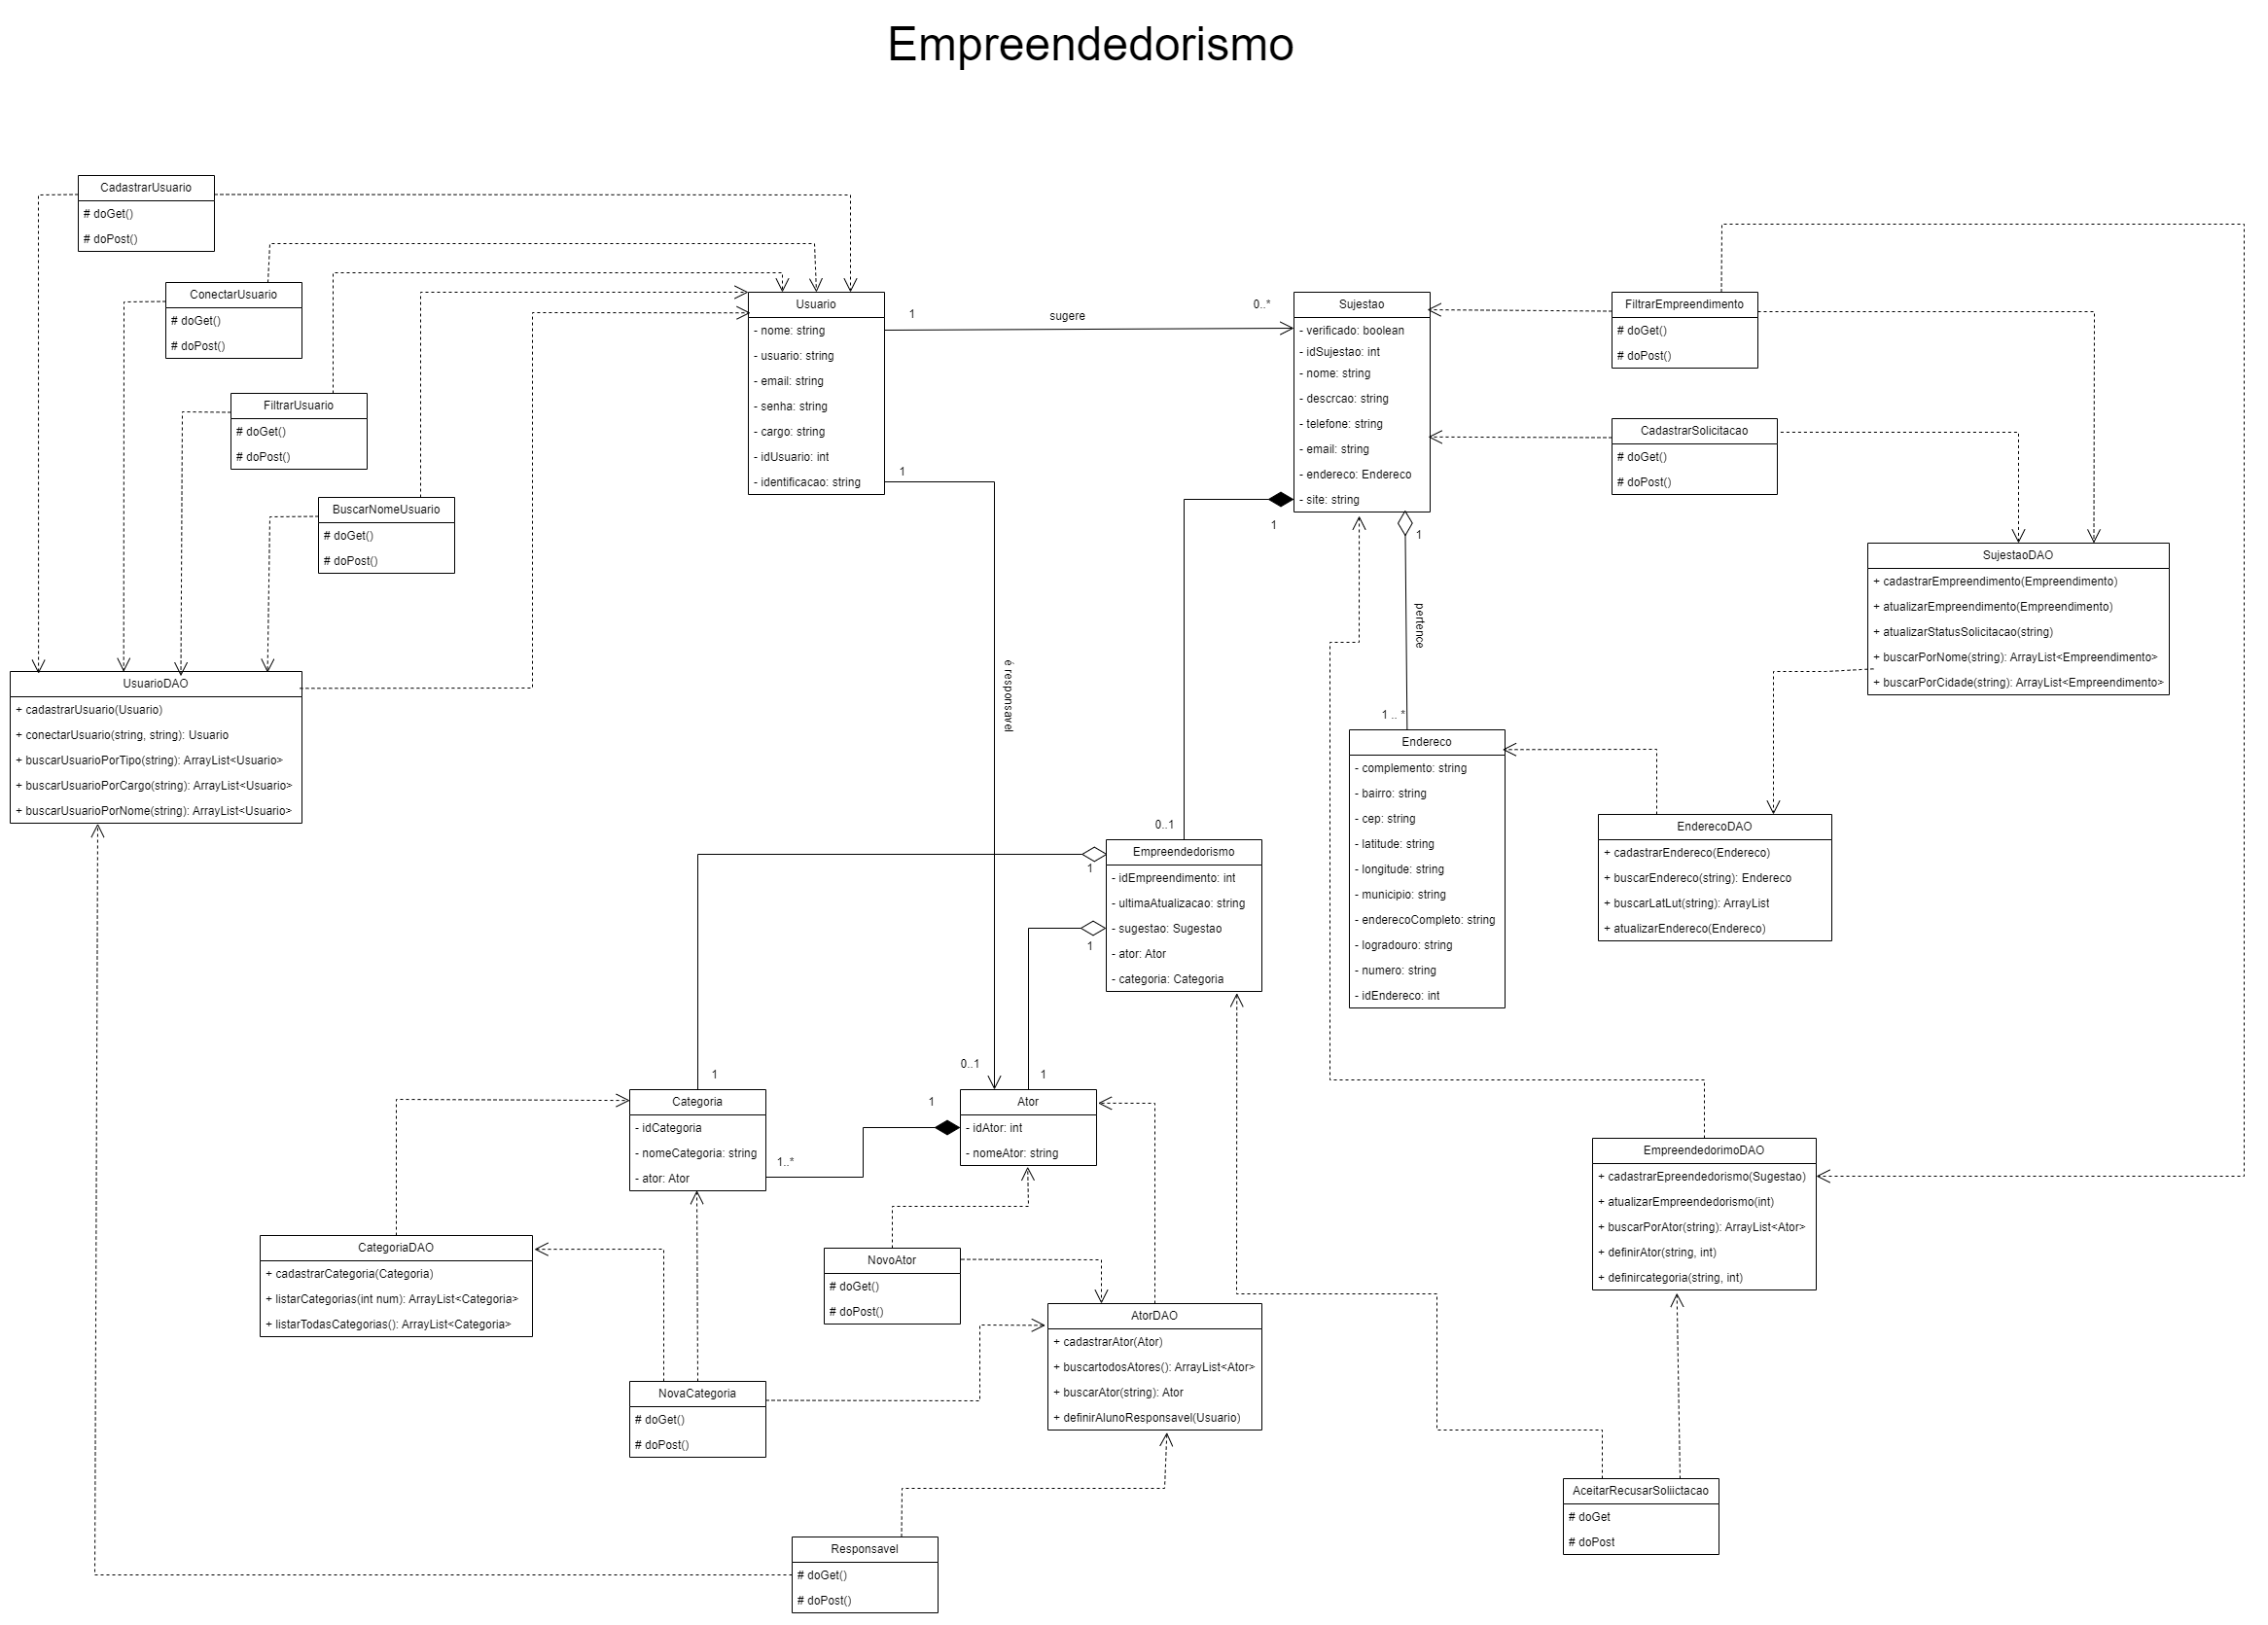 Empreendedorismo
CadastrarUsuario
# doGet()
# doPost()
ConectarUsuario
# doGet()
# doPost()
FiltrarUsuario
# doGet()
# doPost()
BuscarNomeUsuario
# doGet()
# doPost()
Usuario
- nome: string
- usuario: string
- email: string
- senha: string
- cargo: string
- idUsuario: int
- identificacao: string
1
sugere
0..*
1
é responsavel
0..1
Sujestao
- verificado: boolean
- idSujestao: int
- nome: string
- descrcao: string
- telefone: string
- email: string
- endereco: Endereco
- site: string
1
1
pertence
1 .. *
0..1
FiltrarEmpreendimento
# doGet()
# doPost()
CadastrarSolicitacao
# doGet()
# doPost()
SujestaoDAO
+ cadastrarEmpreendimento(Empreendimento)
+ atualizarEmpreendimento(Empreendimento)
+ atualizarStatusSolicitacao(string)
+ buscarPorNome(string): ArrayList<Empreendimento>
+ buscarPorCidade(string): ArrayList<Empreendimento>
UsuarioDAO
+ cadastrarUsuario(Usuario)
+ conectarUsuario(string, string): Usuario
+ buscarUsuarioPorTipo(string): ArrayList<Usuario>
+ buscarUsuarioPorCargo(string): ArrayList<Usuario>
+ buscarUsuarioPorNome(string): ArrayList<Usuario>
Endereco
- complemento: string
- bairro: string
- cep: string
- latitude: string
- longitude: string
- municipio: string
- enderecoCompleto: string
- logradouro: string
- numero: string
- idEndereco: int
EnderecoDAO
+ cadastrarEndereco(Endereco)
+ buscarEndereco(string): Endereco
+ buscarLatLut(string): ArrayList
+ atualizarEndereco(Endereco)
Empreendedorismo
- idEmpreendimento: int
- ultimaAtualizacao: string
- sugestao: Sugestao
- ator: Ator
- categoria: Categoria
1
1
1
1
Categoria
- idCategoria
- nomeCategoria: string
- ator: Ator
1..*
1
Ator
- idAtor: int
- nomeAtor: string
EmpreendedorimoDAO
+ cadastrarEpreendedorismo(Sugestao)
+ atualizarEmpreendedorismo(int)
+ buscarPorAtor(string): ArrayList<Ator>
+ definirAtor(string, int)
+ definircategoria(string, int)
CategoriaDAO
+ cadastrarCategoria(Categoria)
+ listarCategorias(int num): ArrayList<Categoria>
+ listarTodasCategorias(): ArrayList<Categoria>
NovoAtor
# doGet()
# doPost()
AtorDAO
+ cadastrarAtor(Ator)
+ buscartodosAtores(): ArrayList<Ator>
+ buscarAtor(string): Ator
+ definirAlunoResponsavel(Usuario)
NovaCategoria
# doGet()
# doPost()
AceitarRecusarSoliictacao
# doGet
# doPost
Responsavel
# doGet()
# doPost()